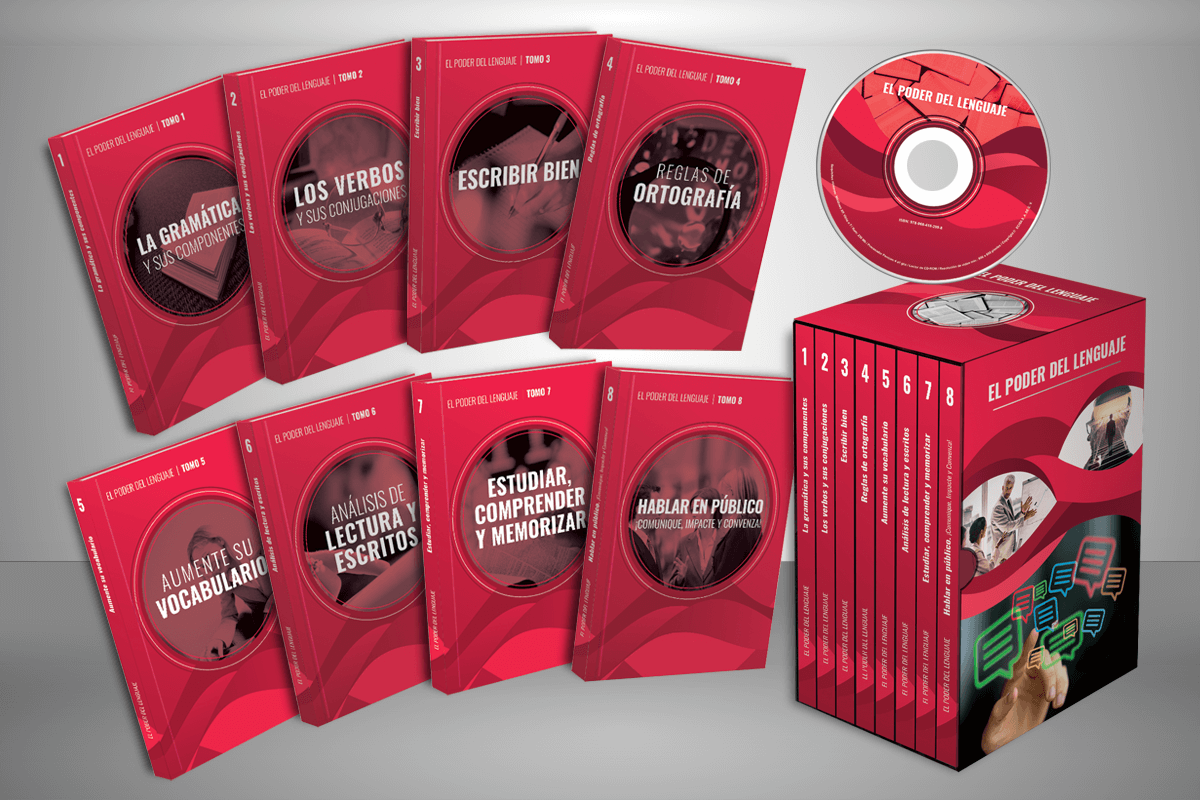 EL PODER DEL LENGUAJE | TOMO 1
LA GRAMÁTICA
Y SUS COMPONENTES
1
La gramática y sus componentes
EL PODER DEL LENGUAJE
EL PODER DEL LENGUAJE | TOMO 2
LOS VERBOS
Y SUS CONJUGACIONES
2
Los verbos y sus conjugaciones
EL PODER DEL LENGUAJE
EL PODER DEL LENGUAJE | TOMO 3
ESCRIBIR BIEN
3
Escribir bien
EL PODER DEL LENGUAJE
EL PODER DEL LENGUAJE | TOMO 4
REGLAS DE
ORTOGRAFÍA
4
Reglas de ortografía
EL PODER DEL LENGUAJE
EL PODER DEL LENGUAJE
EL PODER DEL LENGUAJE | TOMO 5
AUMENTE SU
VOCABULARIO
5
Aumente su vocabulario
EL PODER DEL LENGUAJE
EL PODER DEL LENGUAJE | TOMO 6
ANÁLISIS DE
LECTURA Y
ESCRITOS
6
Análisis de lectura y escritos
EL PODER DEL LENGUAJE
EL PODER DEL LENGUAJE TOMO 7
ESTUDIAR,
COMPRENDER
Y MEMORIZAR
7
Estudiar, comprender y memorizar
EL PODER DEL LENGUAJE
EL PODER DEL LENGUAJE | TOMO 8
HABLAR EN PÚBLICO
¡COMUNIQUE, IMPACTE Y CONVENZA!
8
Hablar en público. ¡Comunique, Impacte y Convenza!
EL PODER DEL LENGUAJE
EL PODER DEL LENGUAJE
EL PODER DEL LENGUAJE
1
La gramática y sus componentes
EL PODER DEL LENGUAJE
2
Los verbos y sus conjugaciones
EL PODER DEL LENGUAJE
3
Escribir bien
EL PODER DEL LENGUAJE
4
Reglas de ortografía
EL PODER DEL LENGUAJE
5
Aumente su vocabulario
EL PODER DEL LENGUAJE
6
Análisis de lectura y escritos
EL PODER DEL LENGUAJE
7
Estudiar, comprender y memorizar
EL PODER DEL LENGUAJE
8
Hablar en público. ¡Comunique, Impacte y Convenza!
EL PODER DEL LENGUAJE